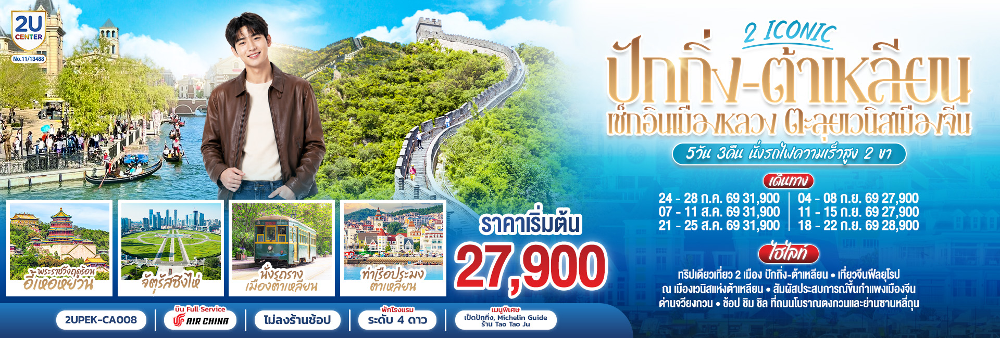 2U
CENTER
No.11/13488
2 ICONIC
ปักกิ่ง-ต้าเหลียน
เช็กอินเมืองหลวง ตะลุยเวนิสเมืองจีน
5วัน 3คืน นั่งรถไฟความเร็วสูง 2 ขา
เดินทาง
24 - 28 ก.ค. 69 31,900
07 - 11 ส.ค. 69 31,900
21 - 25 ส.ค. 69 31,900
04 - 08 ก.ย. 69 27,900
11 - 15 ก.ย. 69 27,900
18 - 22 ก.ย. 69 28,900
ไฮไลท์
ทริปเดียวเที่ยว 2 เมือง ปักกิ่ง-ต้าเหลียน • เที่ยวจีนฟีลยุโรป
ณ เมืองเวนิสแห่งต้าเหลียน • สัมผัสประสบการณ์ขึ้นกำแพงเมืองจีน
ด่านจวียงกวน • ช้อป ชิม ชิล ที่ถนนโบราณตงกวนและย่านซานหลี่ถุน
ราคาเริ่มต้น
27,900
พระราชวังฤดูร้อน
อี้เหอหยวน
จัตุรัสซิงไห่
นั่งรถราง
เมืองต้าเหลียน
ท่าเรือประมง
ต้าเหลียน
2UPEK-CA008
บิน Full Service
AIR CHINA
ไม่ลงร้านช้อป
พักโรงแรม
ระดับ 4 ดาว
เมนูพิเศษ
เป็ดปักกิ่ง, Michelin Guide
ร้าน Tao Tao Ju